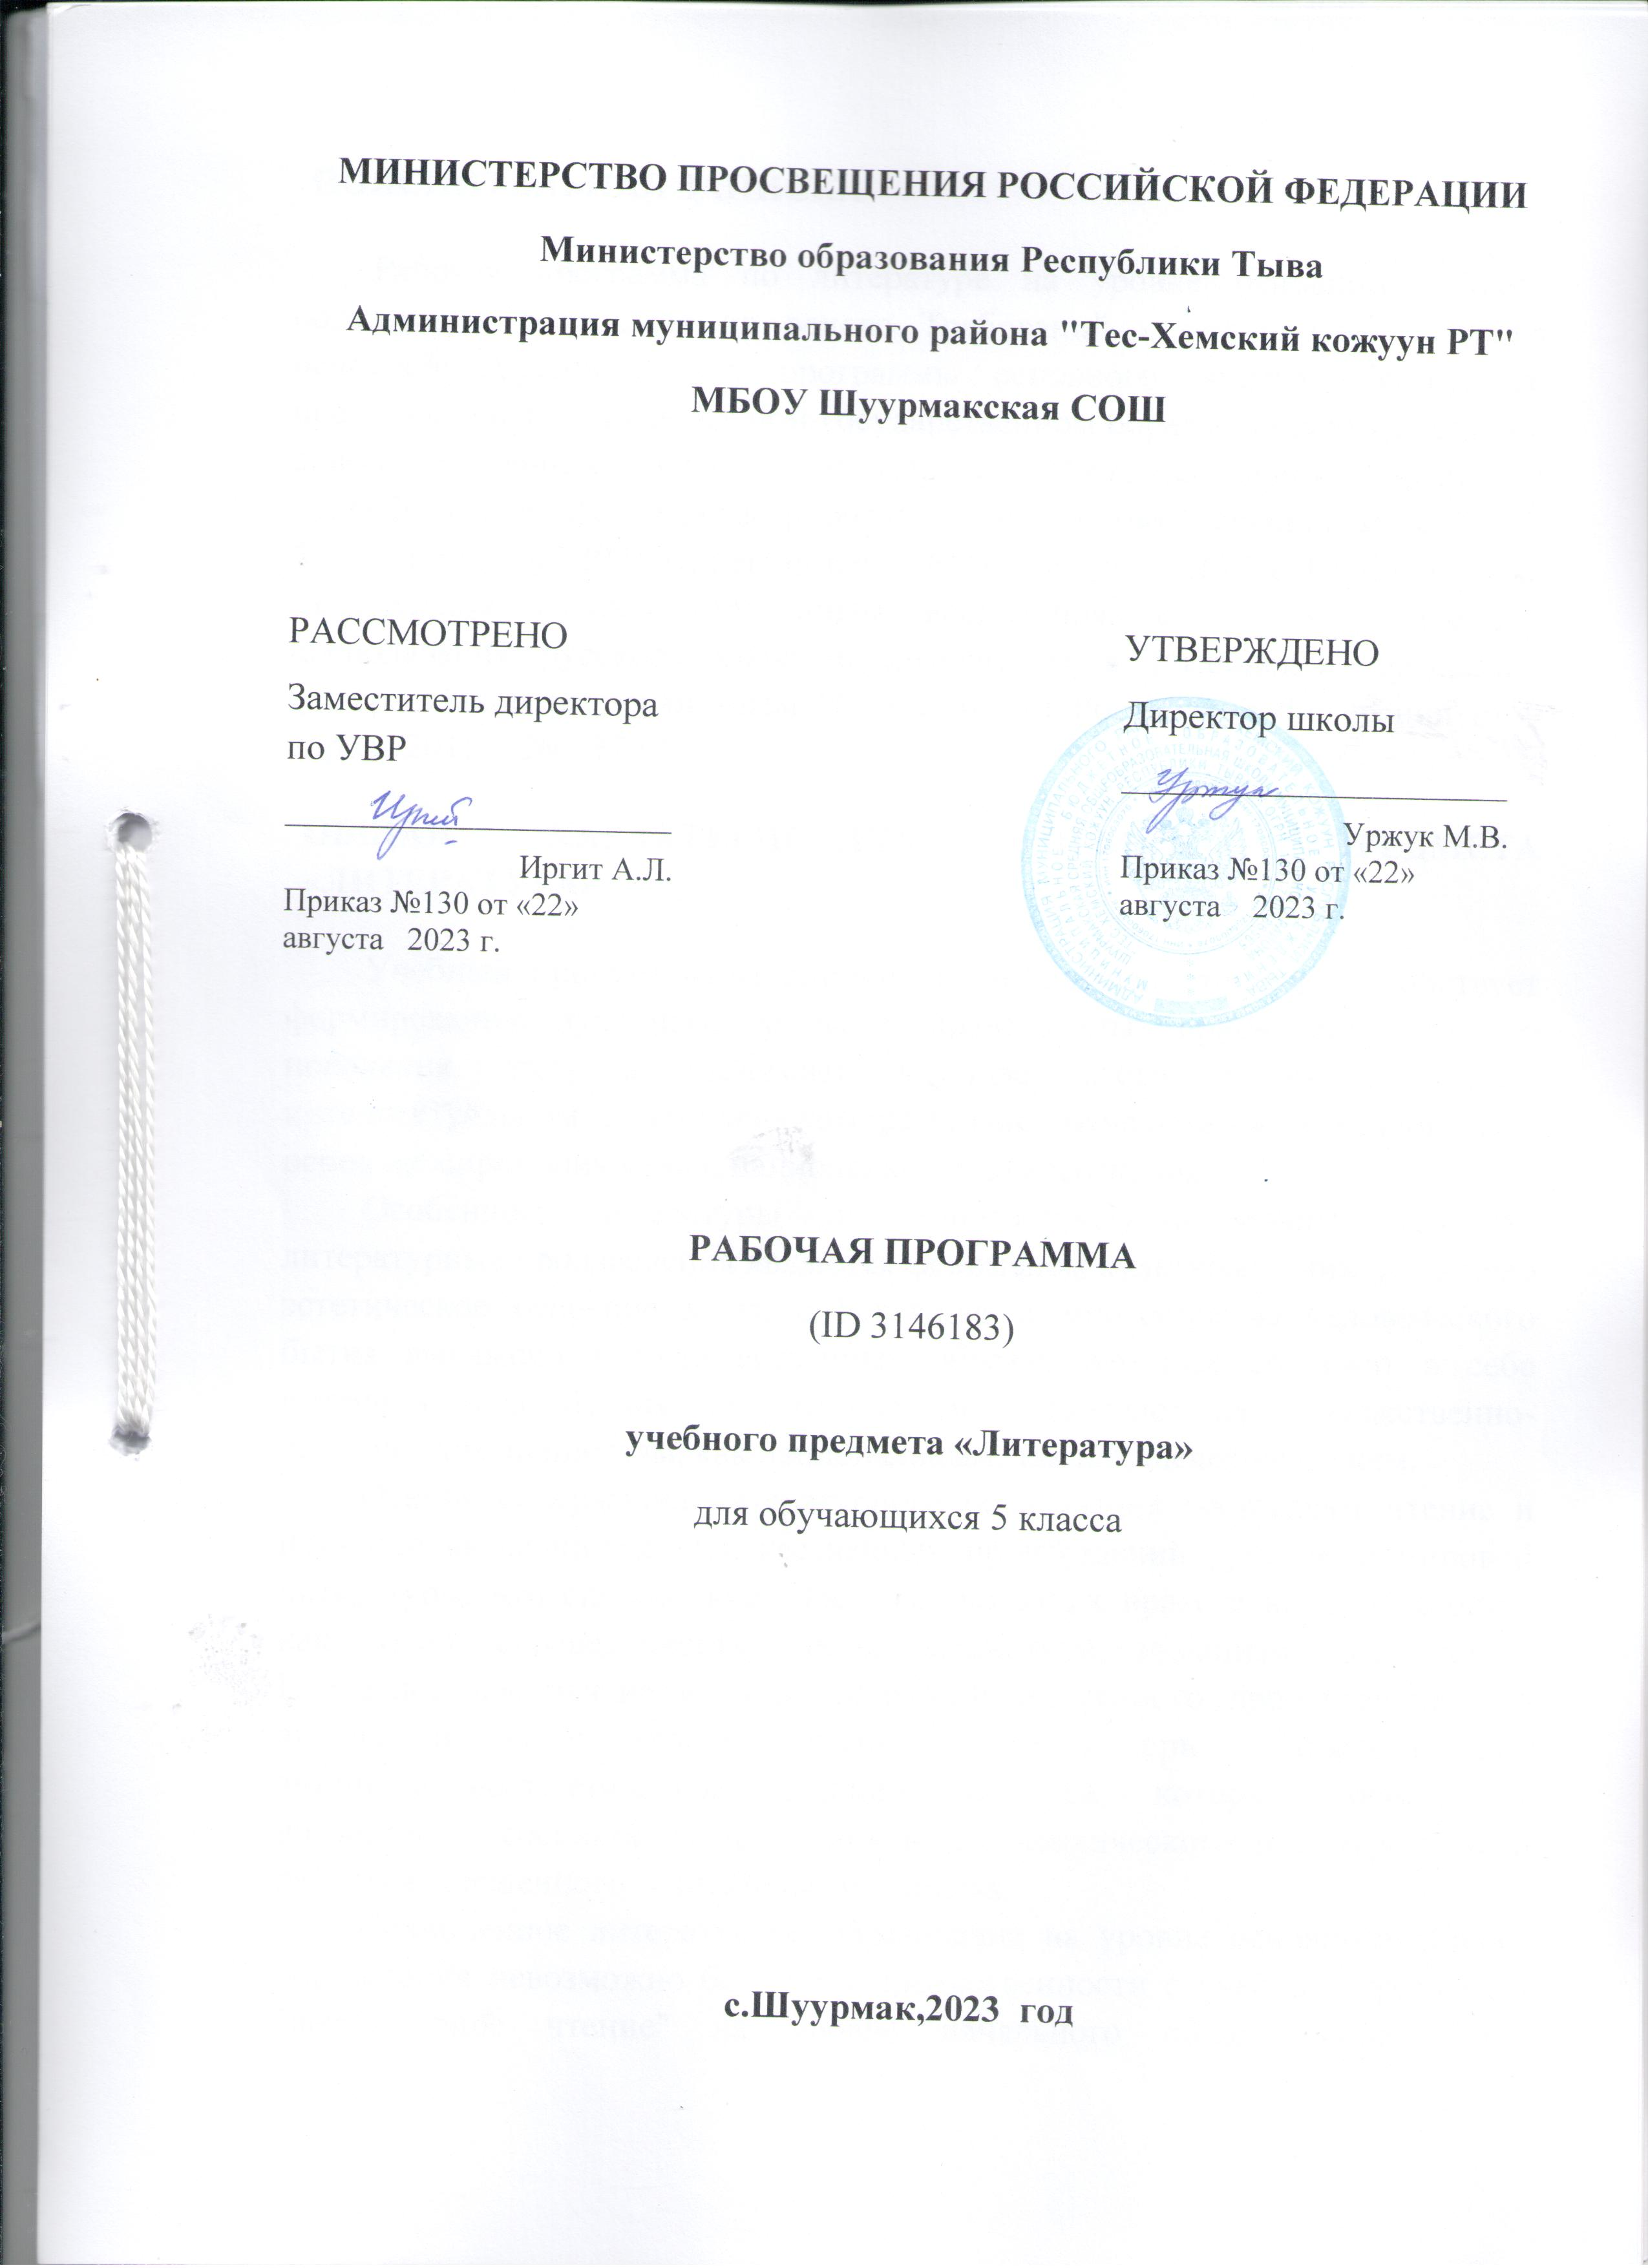 МИНИСТЕРСТВО ПРОСВЕЩЕНИЯ РОССИЙСКОЙ ФЕДЕРАЦИИ
Министерство образования Республики Тыва
Администрация муниципального района "Тес-Хемский кожуун РТ"
МБОУ Шуурмакская СОШ
РАССМОТРЕНО
Заместитель директора
по УВР
Иргит А.Л.
Приказ №130 от «22»
августа 2023 г.
УТВЕРЖДЕНО
Директор школы
Уржук М.В.
Приказ №130 от «22»
августа 2023 г.
РАБОЧАЯ ПРОГРАММА
(ID 3146183)
учебного предмета «Литература»
для обучающихся 5 класса
с.Шуурмак,2023 год